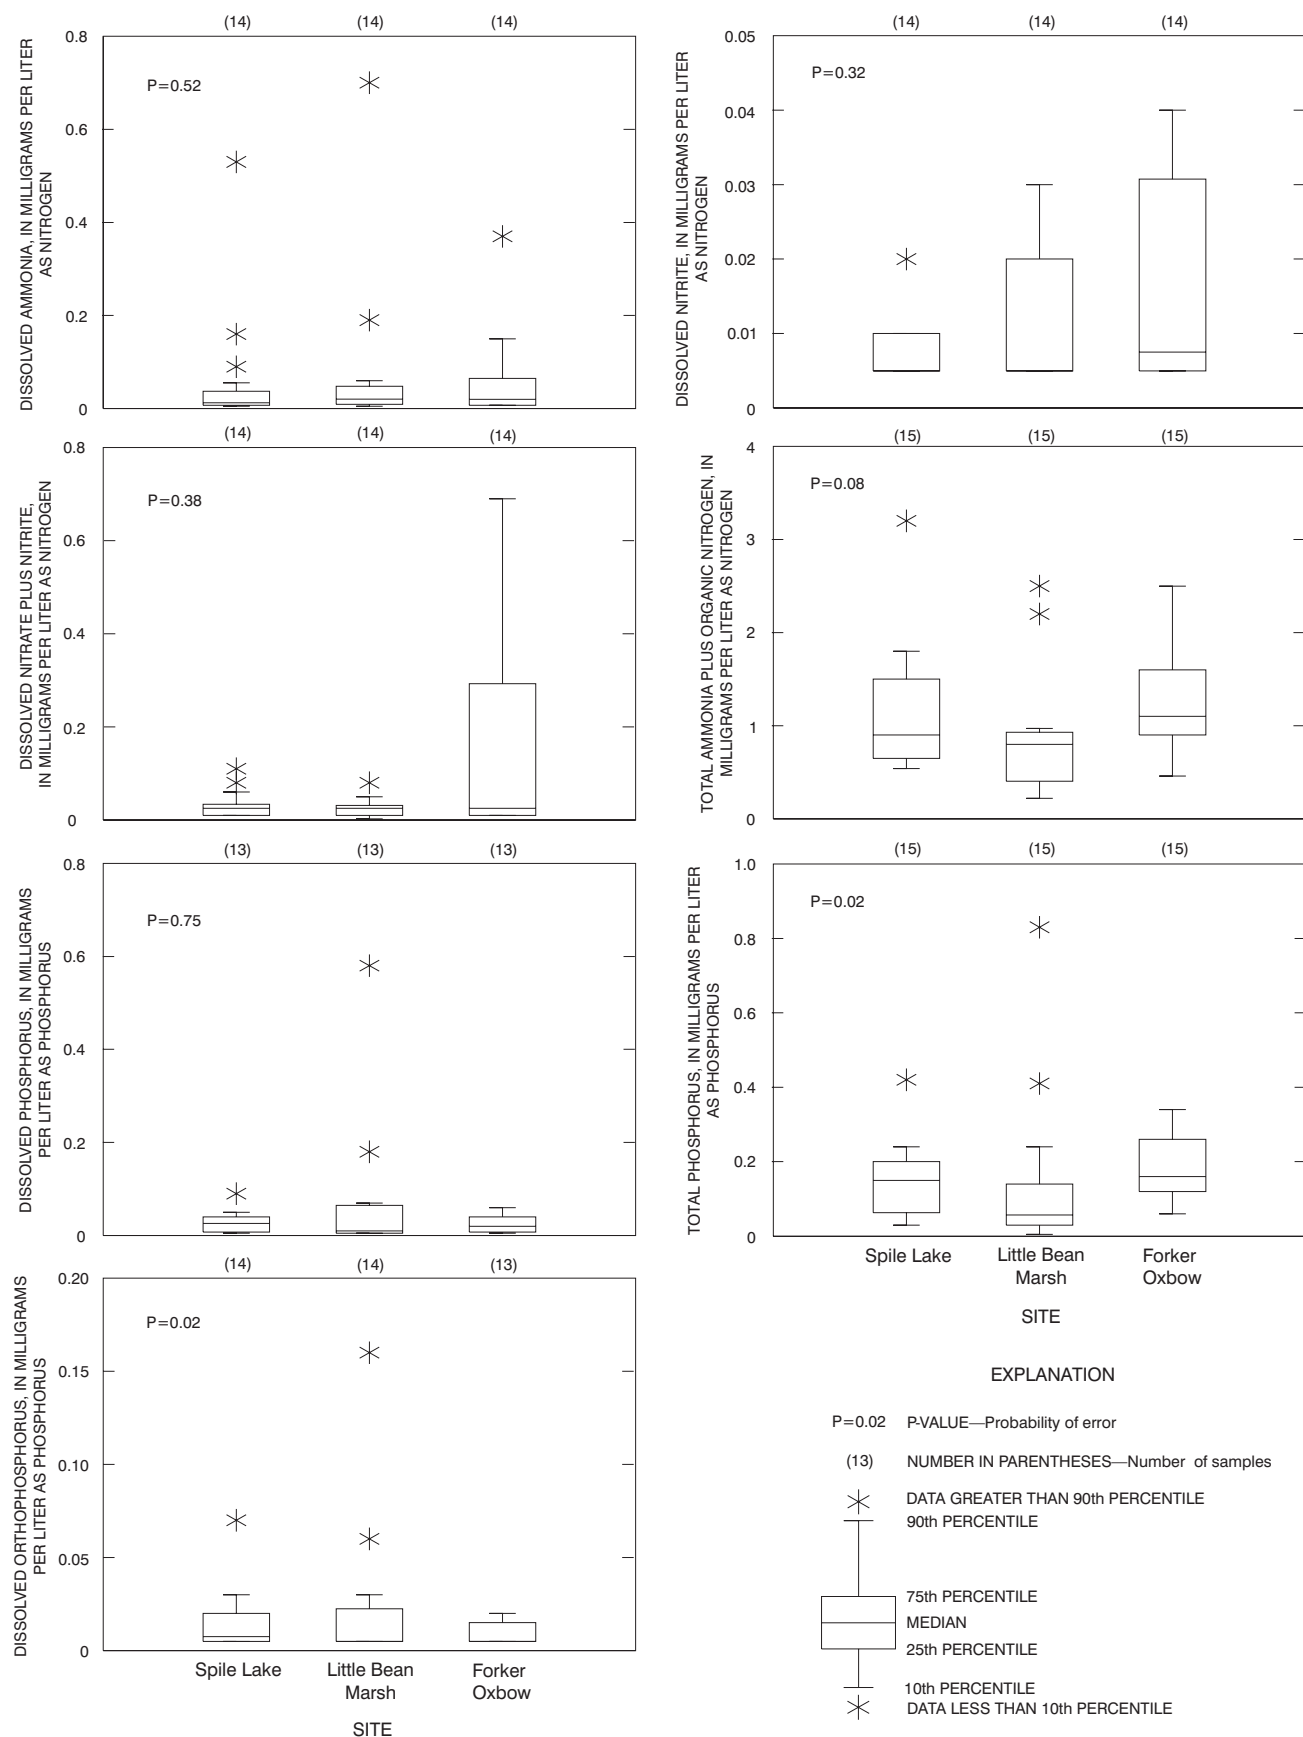 (14) (14) (14)
DISSOLVED AMMONIA, IN MILLIGRAMS PER LITER
AS NITROGEN
0.8
0.6
0.4
0.2
0
P=0.52
(14) (14) (14)
DISSOLVED NITRITE, IN MILLIGRAMS PER LITER
AS NITROGEN
0.05
0.04
0.03
0.02
0.01
0
P=0.32
(14) (14) (14)
DISSOLVED NITRATE PLUS NITRITE,
IN MILLIGRAMS PER LITER AS NITROGEN
0.8
0.6
0.4
0.2
0
P=0.38
(15) (15) (15)
TOTAL AMMONIA PLUS ORGANIC NITROGEN, IN
MILLIGRAMS PER LITER AS NITROGEN
4
3
2
1
0
P=0.08
(13) (13) (13)
DISSOLVED PHOSPHORUS, IN MILLIGRAMS
PER LITER AS PHOSPHORUS
0.8
0.6
0.4
0.2
0
P=0.75
(15) (15) (15)
TOTAL PHOSPHORUS, IN MILLIGRAMS PER LITER
AS PHOSPHORUS
1.0
0.8
0.6
0.4
0.2
0
P=0.02
Spile Lake Little Bean Forker
Marsh Oxbow
SITE
(14) (14) (13)
DISSOLVED ORTHOPHOSPHORUS, IN MILLIGRAMS
PER LITER AS PHOSPHORUS
0.20
0.15
0.10
0.05
0
P=0.02
Spile Lake Little Bean Forker
Marsh Oxbow
SITE
EXPLANATION
P=0.02 P-VALUE—Probability of error
(13) NUMBER IN PARENTHESES—Number of samples
DATA GREATER THAN 90th PERCENTILE
90th PERCENTILE
75th PERCENTILE
MEDIAN
25th PERCENTILE
10th PERCENTILE
DATA LESS THAN 10th PERCENTILE